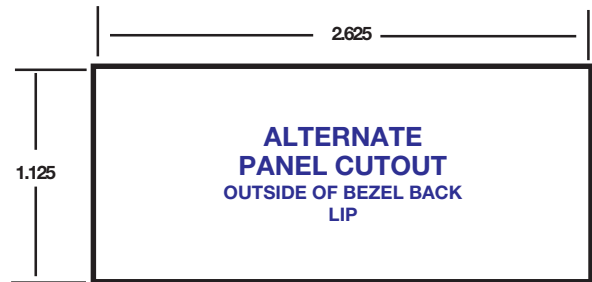 2.625
1.125
ALTERNATE
PANEL CUTOUT
OUTSIDE OF BEZEL BACK
LIP